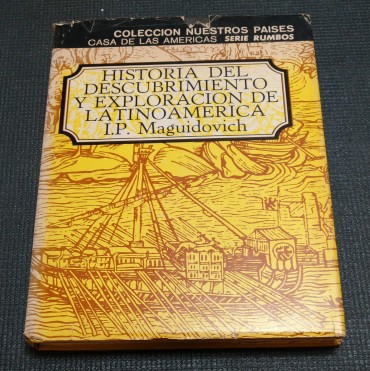 COLECCION NUESTROS PAISES
CASA DE LAS AMERICAS SERIE RUMBOS
HISTORIA DEL
DESCUBRIMIENTO
Y EXPLORACION DE
LATINOAMERICA
I.P. Maguidovich